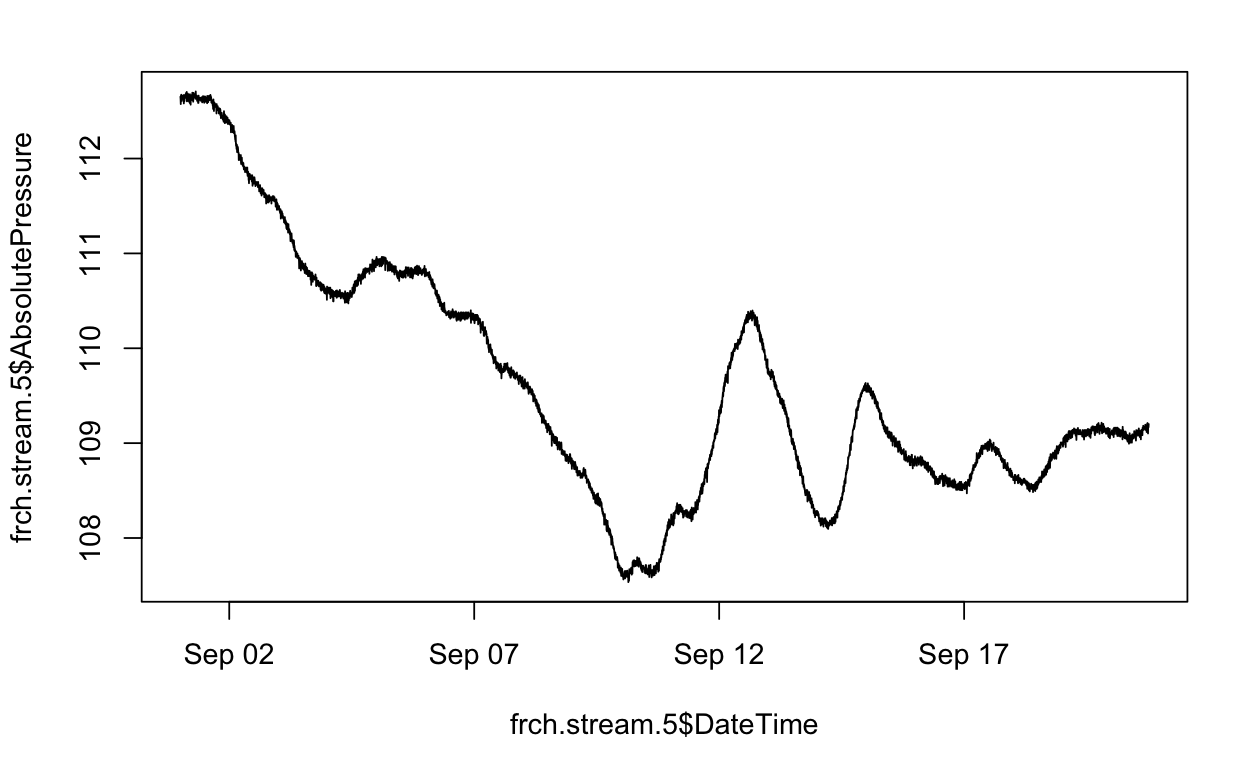 frch.stream.5$AbsolutePressure
112
111
110
109
108
Sep 02
Sep 07
Sep 12
Sep 17
frch.stream.5$DateTime